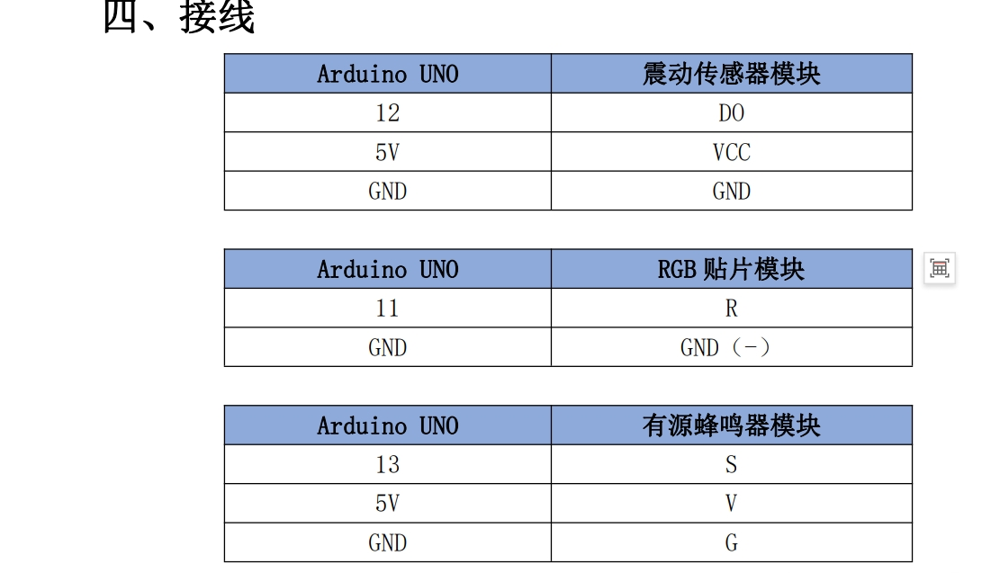 四、接线
Arduino UNO 震动传感器模块
12 DO
5V VCC
GND GND
Arduino UNO RGB 贴片模块
11 R
GND GND（-）
Arduino UNO 有源蜂鸣器模块
13 S
5V V
GND G